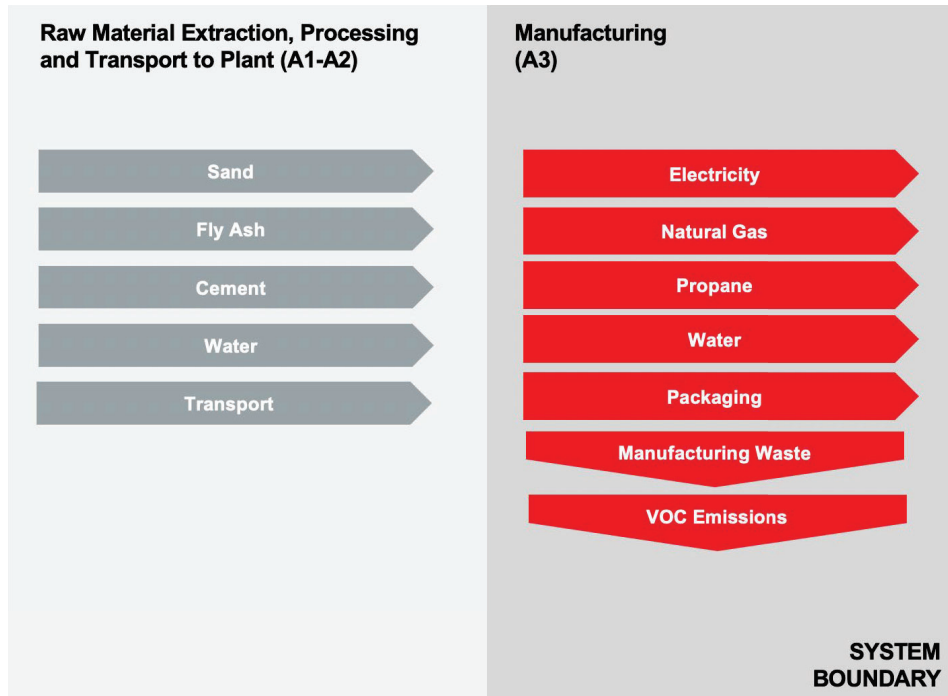 Raw Material Extraction, Processing
and Transport to Plant (A1-A2)
Sand
Fly Ash
Cement
Water
Transport
Manufacturing
(A3)
Electricity
Natural Gas
Propane
Water
Packaging
Manufacturing Waste
VOC Emissions
SYSTEM
BOUNDARY